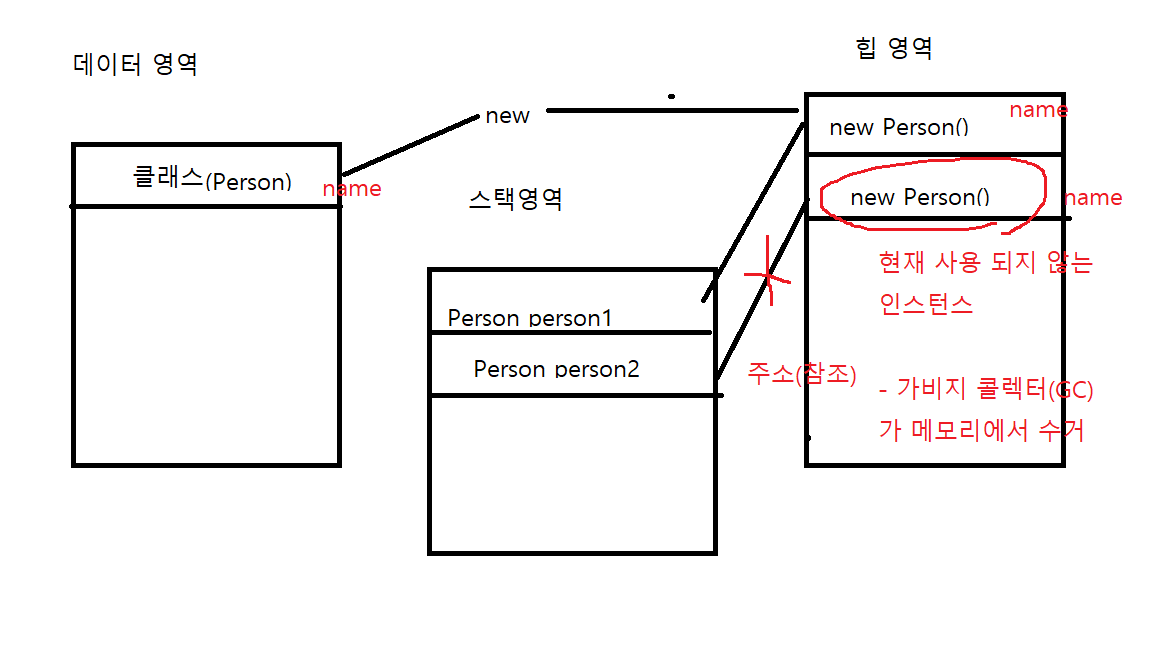 데이터 영역
힙 영역
new
new Person()
name
클래스(Person)
name
스택영역
new Person()
name
현재 사용 되지 않는
인스턴스
Person person1
Person person2
주소(참조)
- 가비지 콜렉터(GC)
가 메모리에서 수거